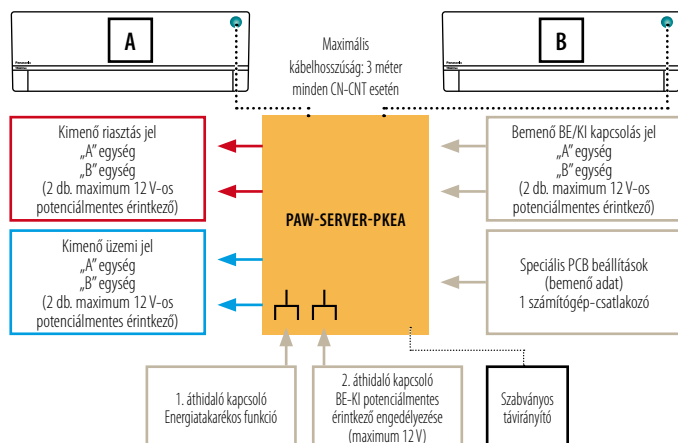 A
B
Maximális
kábelhosszúság: 3 méter
minden CN-CNT esetén
Kimenő riasztás jel
„A” egység
„B” egység
(2 db. maximum 12 V-os
potenciálmentes érintkező)
Bemenő BE/KI kapcsolás jel
„A” egység
„B” egység
(2 db. maximum 12 V-os
potenciálmentes érintkező)
PAW-SERVER-PKEA
Kimenő üzemi jel
„A” egység
„B” egység
(2 db. maximum 12 V-os
potenciálmentes érintkező)
Speciális PCB beállítások
(bemenő adat)
1 számítógép-csatlakozó
1. áthidaló kapcsoló
Energiatakarékos funkció
2. áthidaló kapcsoló
BE-KI potenciálmentes
érintkező engedélyezése
(maximum 12 V)
Szabványos
távirányító